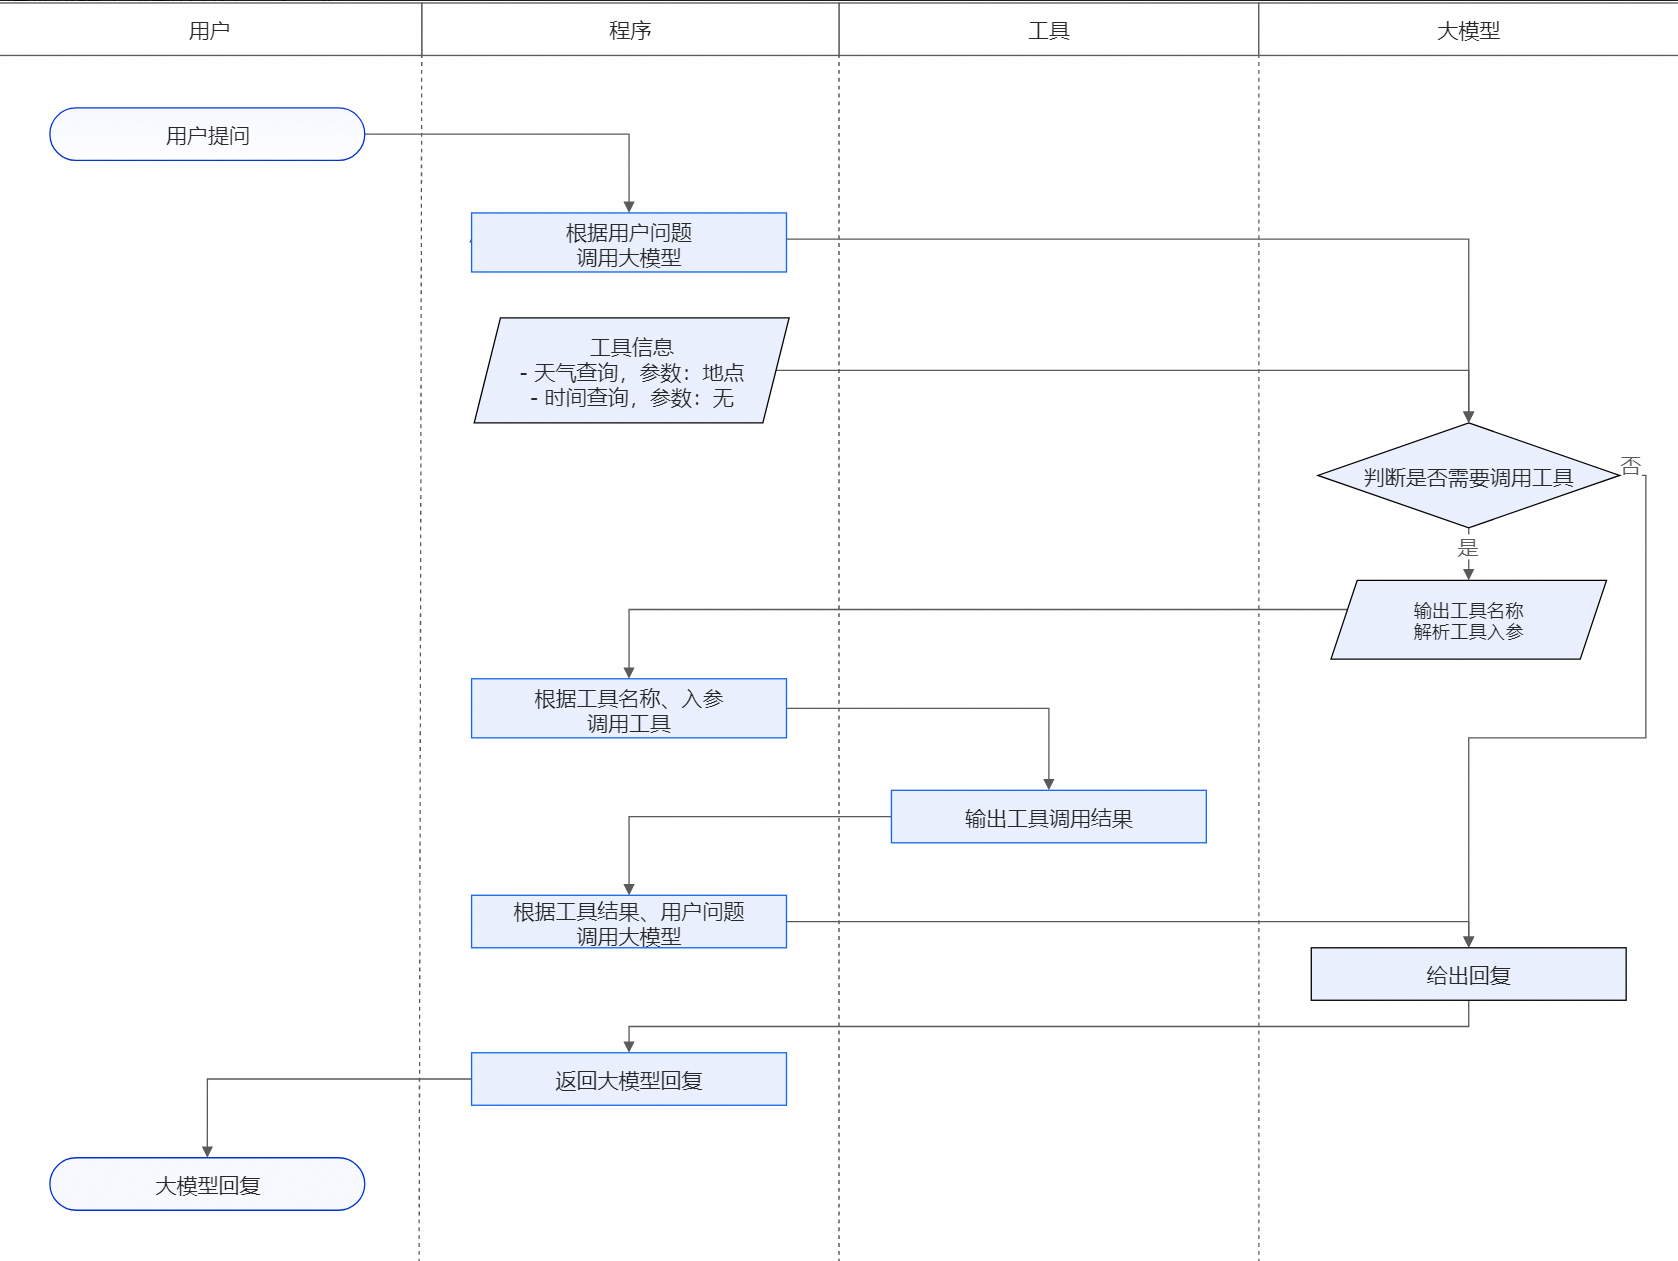 用户
程序
工具
大模型
用户提问
根据用户问题
调用大模型
工具信息
- 天气查询，参数：地点
- 时间查询，参数：无
判断是否需要调用工具
否
是
输出工具名称
解析工具入参
根据工具名称、入参
调用工具
输出工具调用结果
根据工具结果、用户问题
调用大模型
给出回复
返回大模型回复
大模型回复